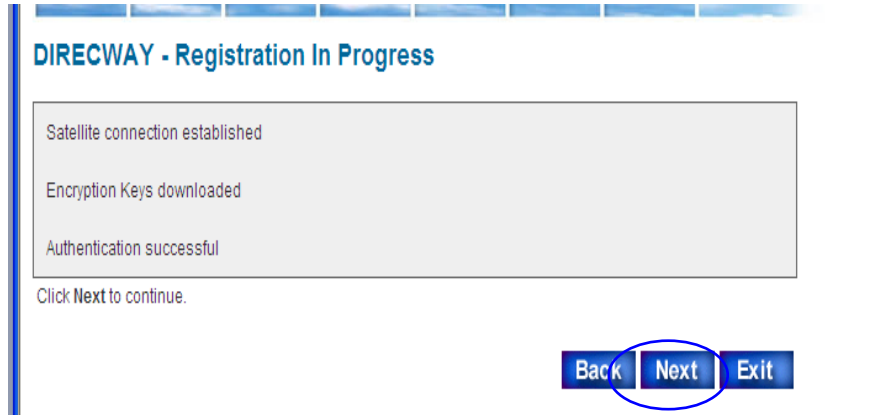 DIRECWAY - Registration In Progress
Satellite connection established
Encryption Keys downloaded
Authentication successful
Click Next to continue.
Back Next Exit